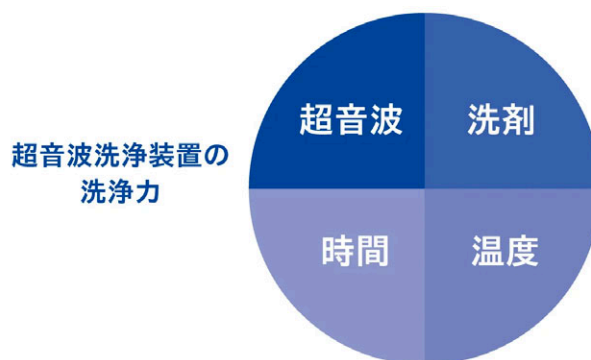 超音波洗浄装置の
洗浄力
超音波
洗剤
時間
温度